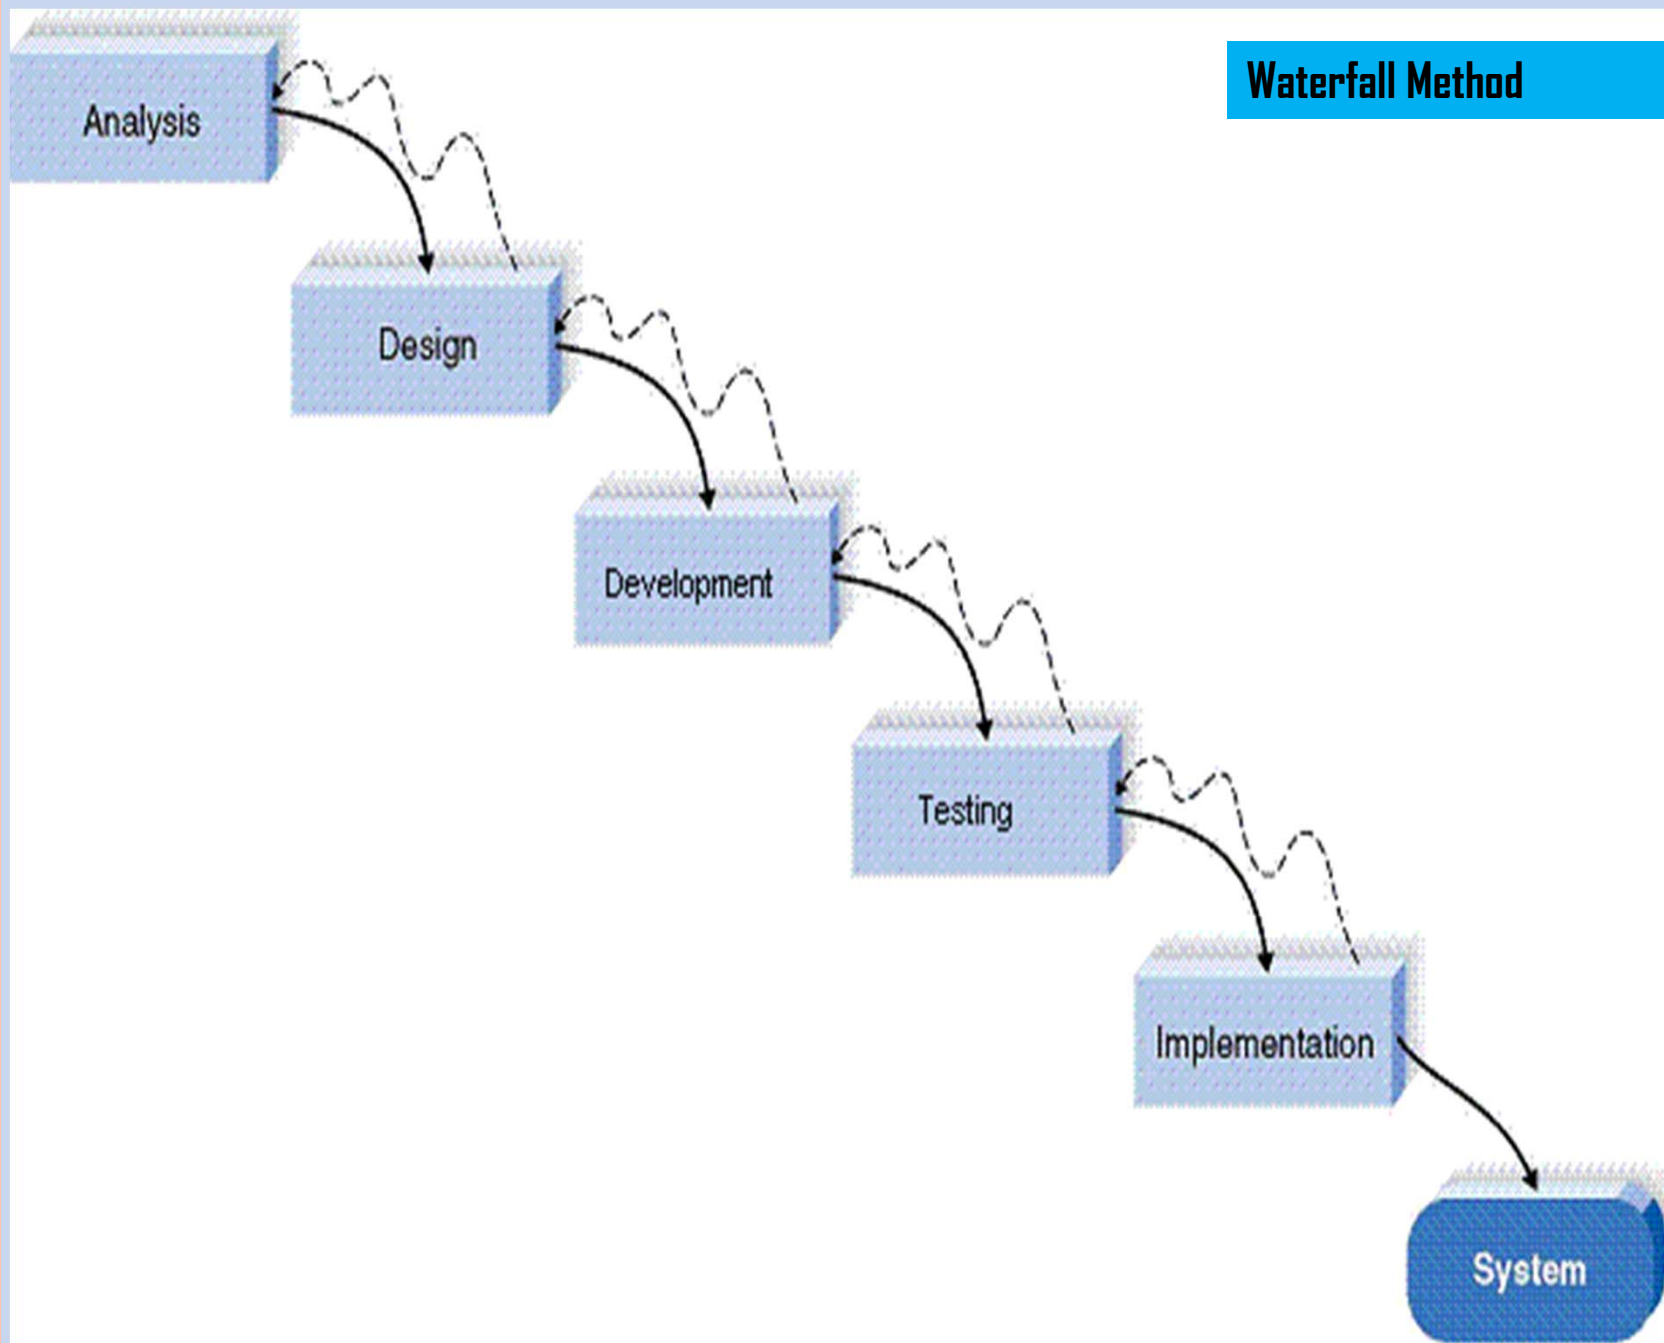 Waterfall Method
Analysis
Design
Development
Testing
Implementation
System